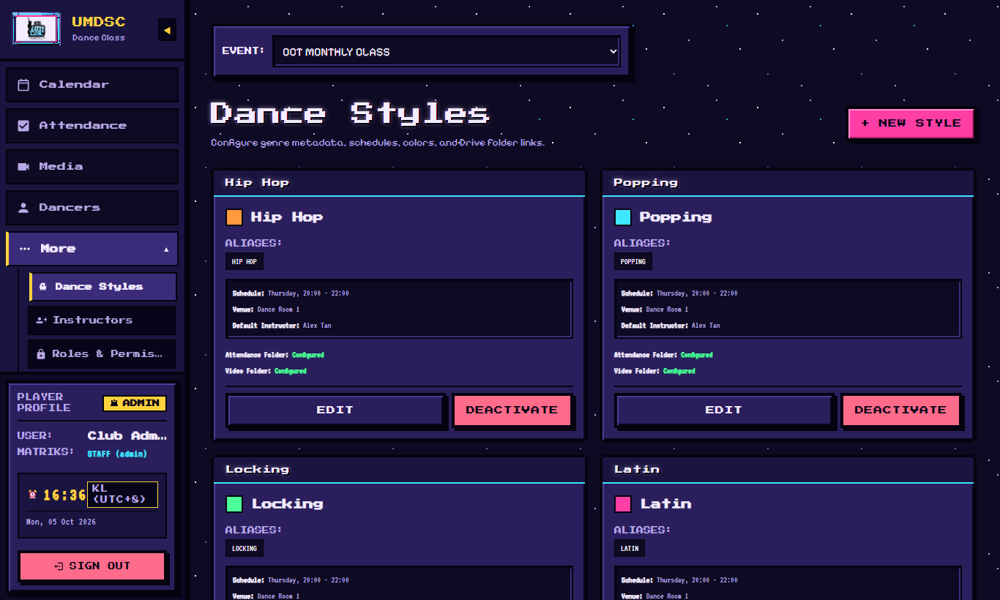 UMDSC
Dance Class
Calendar
Attendance
Media
Dancers
More
Dance Styles
Instructors
Roles & Permis…
PLAYER PROFILE
ADMIN
USER: Club Adm…
MATRIKS: STAFF (admin)
16:36 KL (UTC+8)
Mon, 05 Oct 2026
SIGN OUT
EVENT: OCT MONTHLY CLASS
Dance Styles
Configure genre metadata, schedules, colors, and Drive Folder links.
+ NEW STYLE
Hip Hop
Hip Hop
ALIASES:
HIP HOP
Schedule: Thursday, 20:00 - 22:00
Venue: Dance Room 1
Default Instructor: Alex Tan
Attendance Folder: Configured
Video Folder: Configured
EDIT
DEACTIVATE
Popping
Popping
ALIASES:
POPPING
Schedule: Thursday, 20:00 - 22:00
Venue: Dance Room 1
Default Instructor: Alex Tan
Attendance Folder: Configured
Video Folder: Configured
EDIT
DEACTIVATE
Locking
Locking
ALIASES:
LOCKING
Schedule: Thursday, 20:00 - 22:00
Venue: Dance Room 1
Latin
Latin
ALIASES:
LATIN
Schedule: Thursday, 20:00 - 22:00
Venue: Dance Room 1